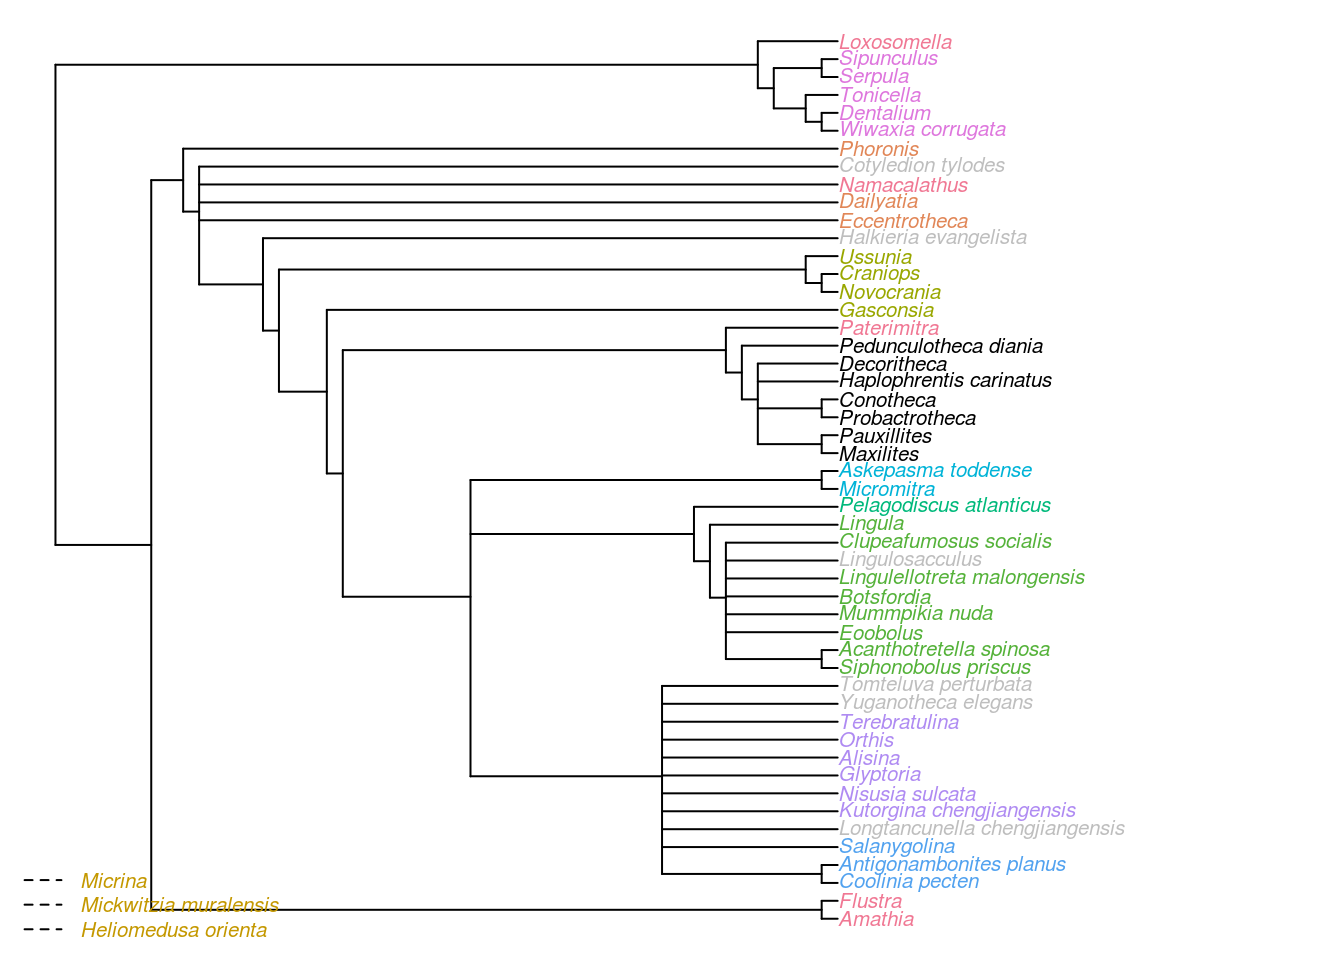 Loxosomella
Sipunculus
Serpula
Tonicella
Dentalium
Wiwaxia corrugata
Phoronis
Cotyledion tylodes
Namacalathus
Dailyatia
Eccentrotheca
Halkieria evangelista
Ussunia
Craniops
Novocrania
Gasconsia
Paterimitra
Pedunculotheca diania
Decoritheca
Haplophrentis carinatus
Conotheca
Probactrotheca
Pauxillites
Maxilites
Askepasma toddense
Micromitra
Pelagodiscus atlanticus
Lingula
Clupeafumosus socialis
Lingulosacculus
Lingulellotreta malongensis
Botsfordia
Mummpikia nuda
Eoobolus
Acanthotretella spinosa
Siphonobolus priscus
Tomteluva perturbata
Yuganotheca elegans
Terebratulina
Orthis
Alisina
Glyptoria
Nisusia sulcata
Kutorgina chengjiangensis
Longtancunella chengjiangensis
Salanygolina
Antigonambonites planus
Coolinia pecten
Flustra
Amathia
Micrina
Mickwitzia muralensis
Heliomedusa orienta